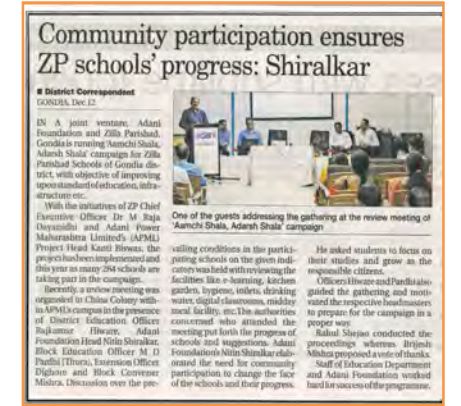 Community participation ensures
ZP schools' progress: Shiralkar
■ District Correspondent
GONDIA, Dec 12
IN A joint venture, Adani
Foundation and Zilla Parishad,
Gondia is running 'Aamchi Shala,
Adarsh Shala' campaign for Zilla
Parishad Schools of Gondia dis-
trict, with objective of improving
upon standard of education, infra-
structure etc.
With the initiatives of ZP Chief
Executive Officer Dr M Raja
Dayanidhi and Adani Power
Maharashtra Limited's (APML)
Project Head Kanti Biswas, the
project has been implemented and
this year as many 284 schools are
taking part in the campaign.
Recently, a review meeting was
organised in China Colony with-
in APML campus in the presence
of District Education Officer
Rajkumar Hiware, Adani
Foundation Head Nitin Shiralkar,
Block Education Officer M D
Pardhi (Tirora), Extension Officer
Dighore and Block Convener
Mishra. Discussion over the pre-
One of the guests addressing the gathering at the review meeting of
'Aamchi Shala, Adarsh Shala' campaign
vailing conditions in the partici-
pating schools on the given indi-
cators was held with reviewing the
facilities like e-learning, kitchen
garden, hygiene, toilets, drinking
water, digital classrooms, midday
meal facility, etc. The authorities
concerned who attended the
meeting put forth the progress of
schools and suggestions. Adani
Foundation's Nitin Shiralkar elab-
orated the need for community
participation to change the face
of the schools and their progress.
He asked students to focus on
their studies and grow as the
responsible citizens.
Officers Hiware and Pardhi also
guided the gathering and moti-
vated the respective headmasters
to prepare for the campaign in a
proper way.
Rahul Shejao conducted the
proceedings whereas Brijesh
Mishra proposed a vote of thanks.
Staff of Education Department
and Adani Foundation worked
hard for success of the programme.